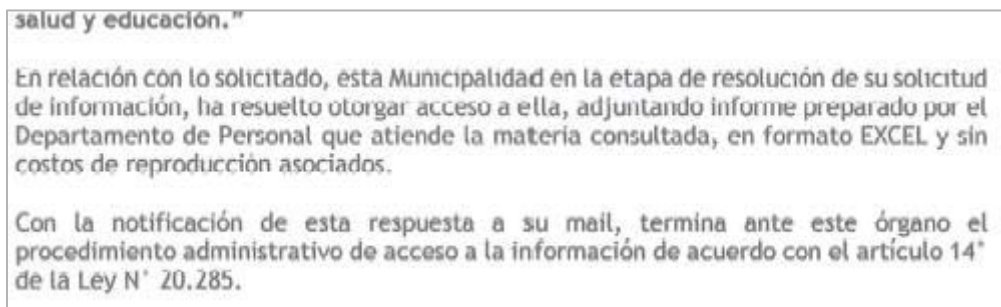 salud y educación.”
En relación con lo solicitado, esta Municipalidad en la etapa de resolución de su solicitud
de información, ha resuelto otorgar acceso a ella, adjuntando informe preparado por el
Departamento de Personal que atiende la materia consultada, en formato EXCEL y sin
costos de reproducción asociados.
Con la notificación de esta respuesta a su mail, termina ante este órgano el
procedimiento administrativo de acceso a la información de acuerdo con el artículo 14°
de la Ley N° 20.285.